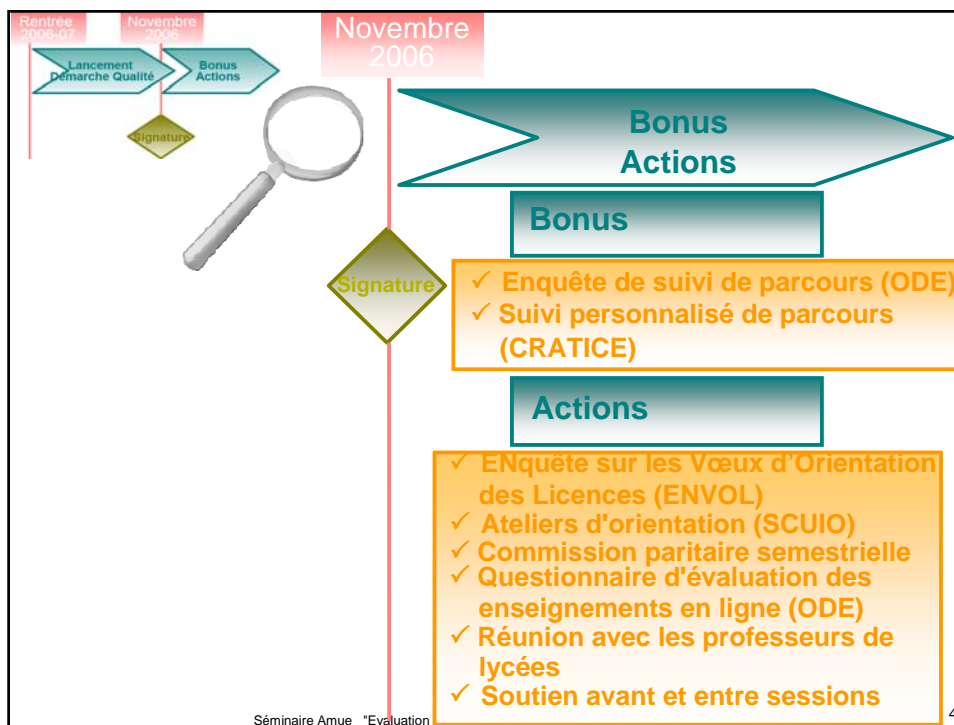 Rentrée
2006-07
Novembre
2006
Lancement
Démarche Qualité
Bonus
Actions
Signature
Novembre
2006
Bonus
Actions
Bonus
Signature
✓ Enquête de suivi de parcours (ODE)
✓ Suivi personnalisé de parcours
(CRATICE)
Actions
✓ ENquête sur les Vœux d’Orientation
des Licences (ENVOL)
✓ Ateliers d'orientation (SCUIO)
✓ Commission paritaire semestrielle
✓ Questionnaire d'évaluation des
enseignements en ligne (ODE)
✓ Réunion avec les professeurs de
lycées
✓ Soutien avant et entre sessions
Séminaire Amue "Evaluation
4